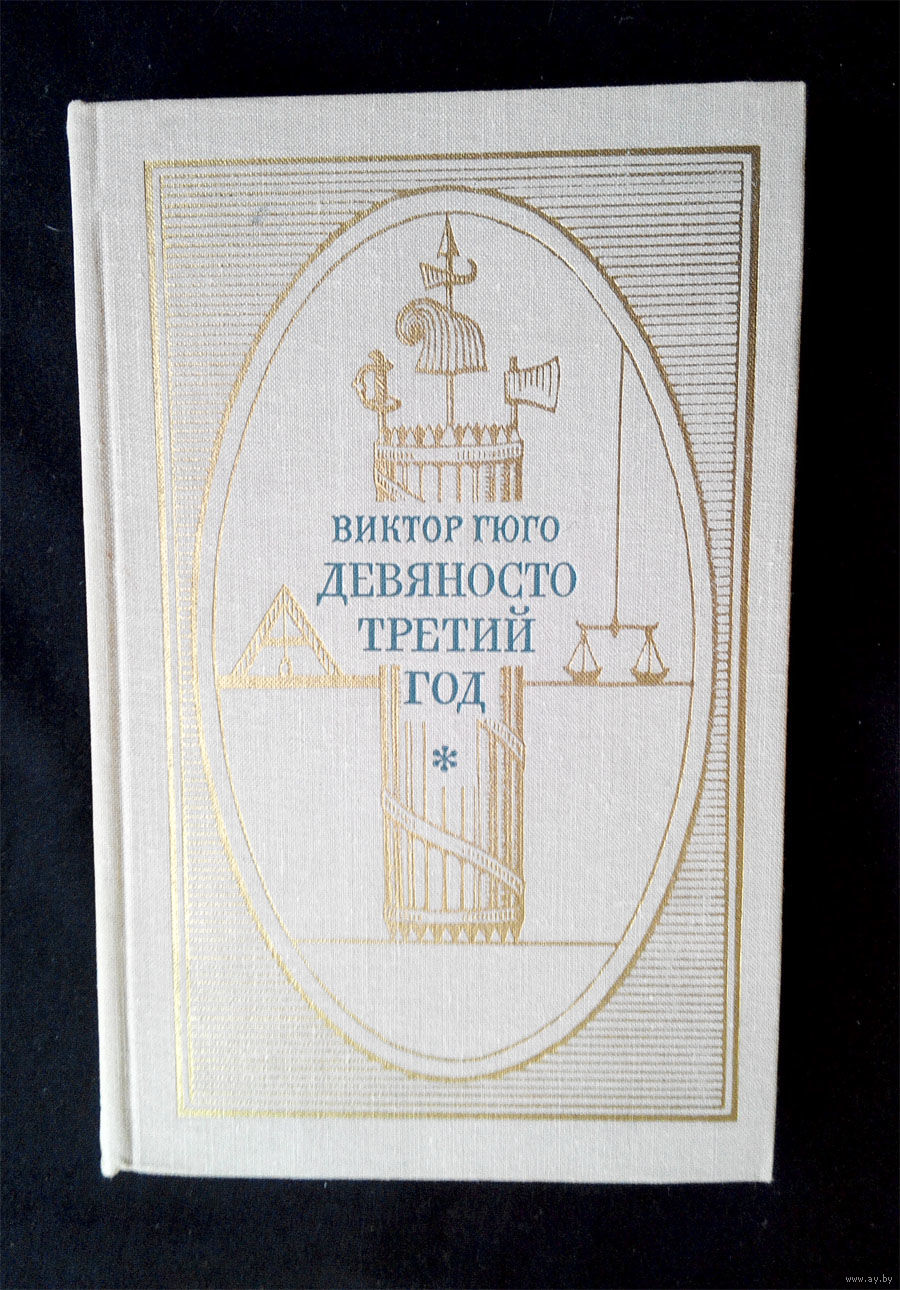 ВИКТОР ГЮГО
ДЕВЯНОСТО
ТРЕТИЙ
ГОД
*
www.ay.by